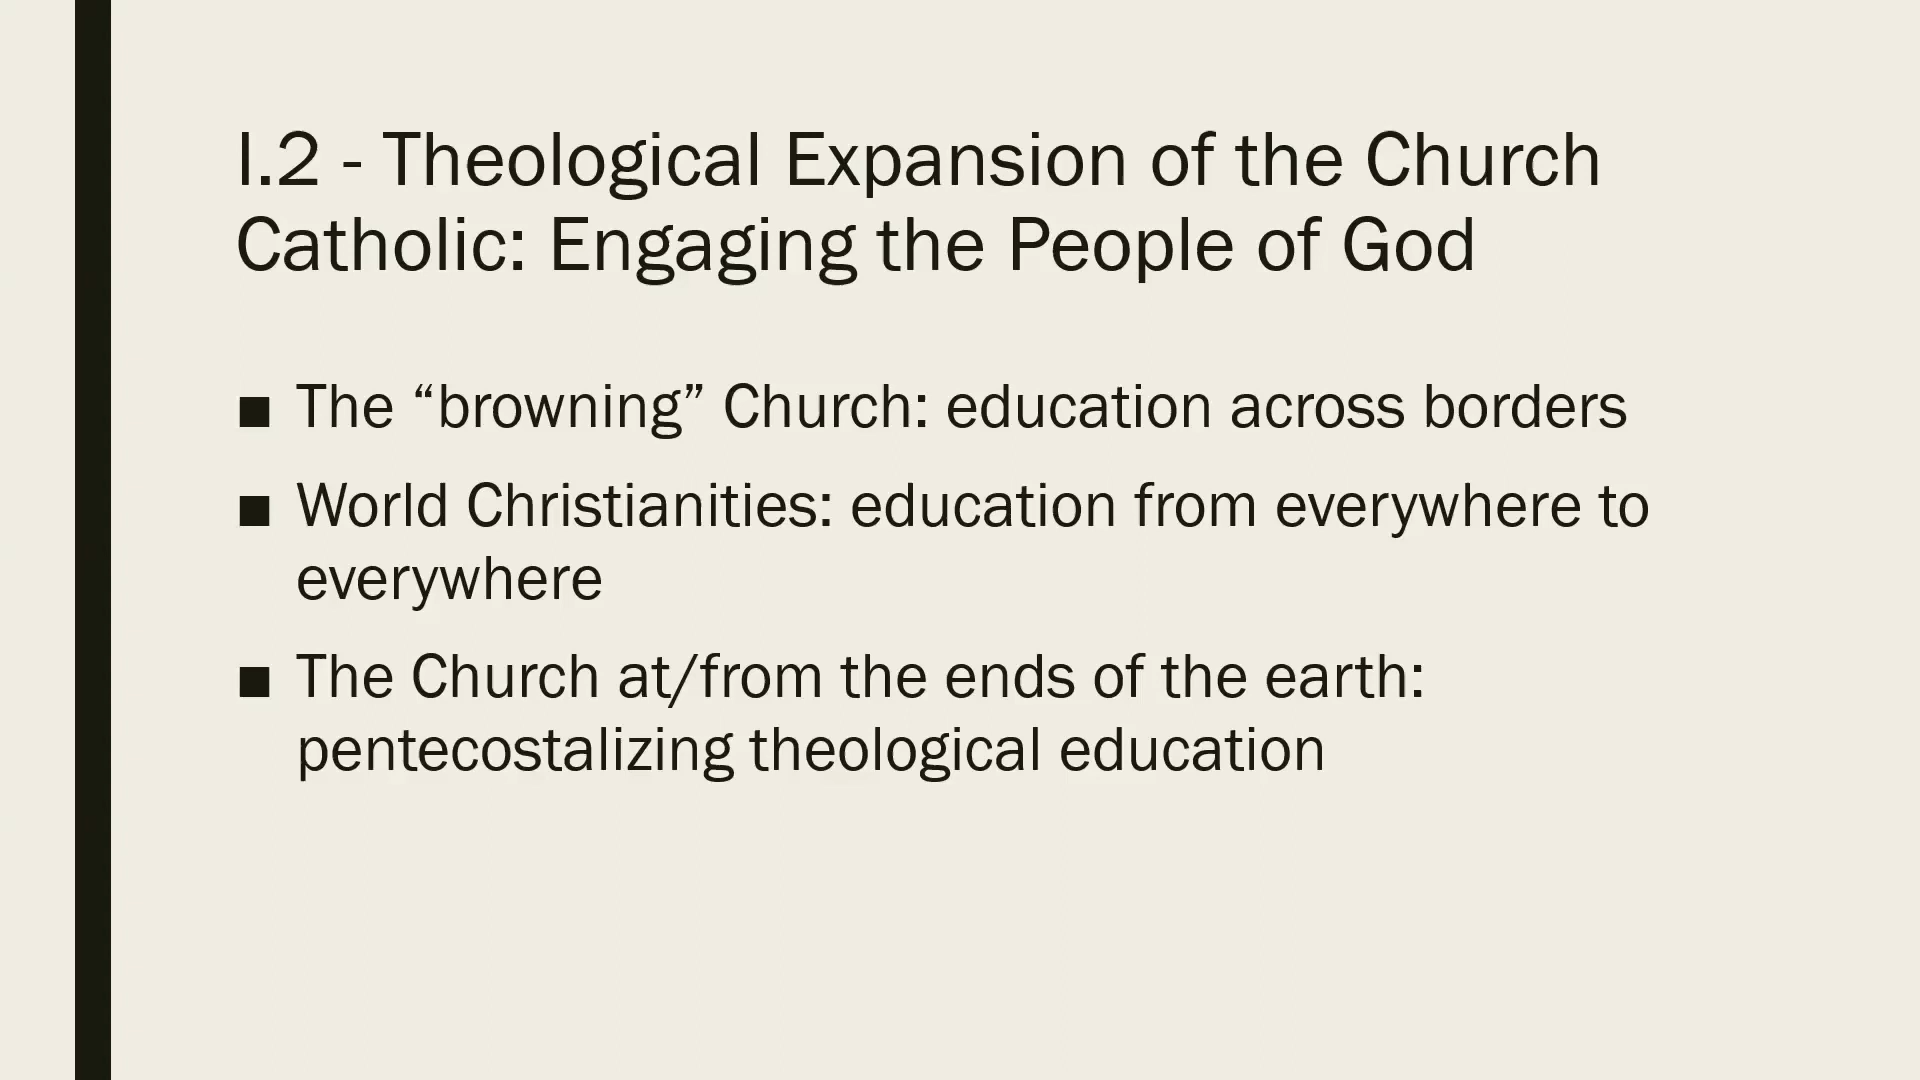 I.2 - Theological Expansion of the Church
Catholic: Engaging the People of God
■ The “browning” Church: education across borders
■ World Christianities: education from everywhere to
everywhere
■ The Church at/from the ends of the earth:
pentecostalizing theological education